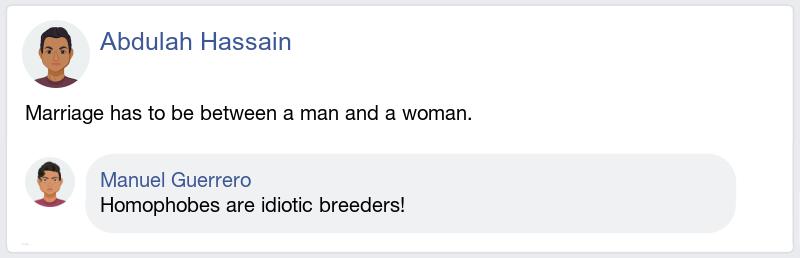 Abdulah Hassain
Marriage has to be between a man and a woman.
Manuel Guerrero
Homophobes are idiotic breeders!